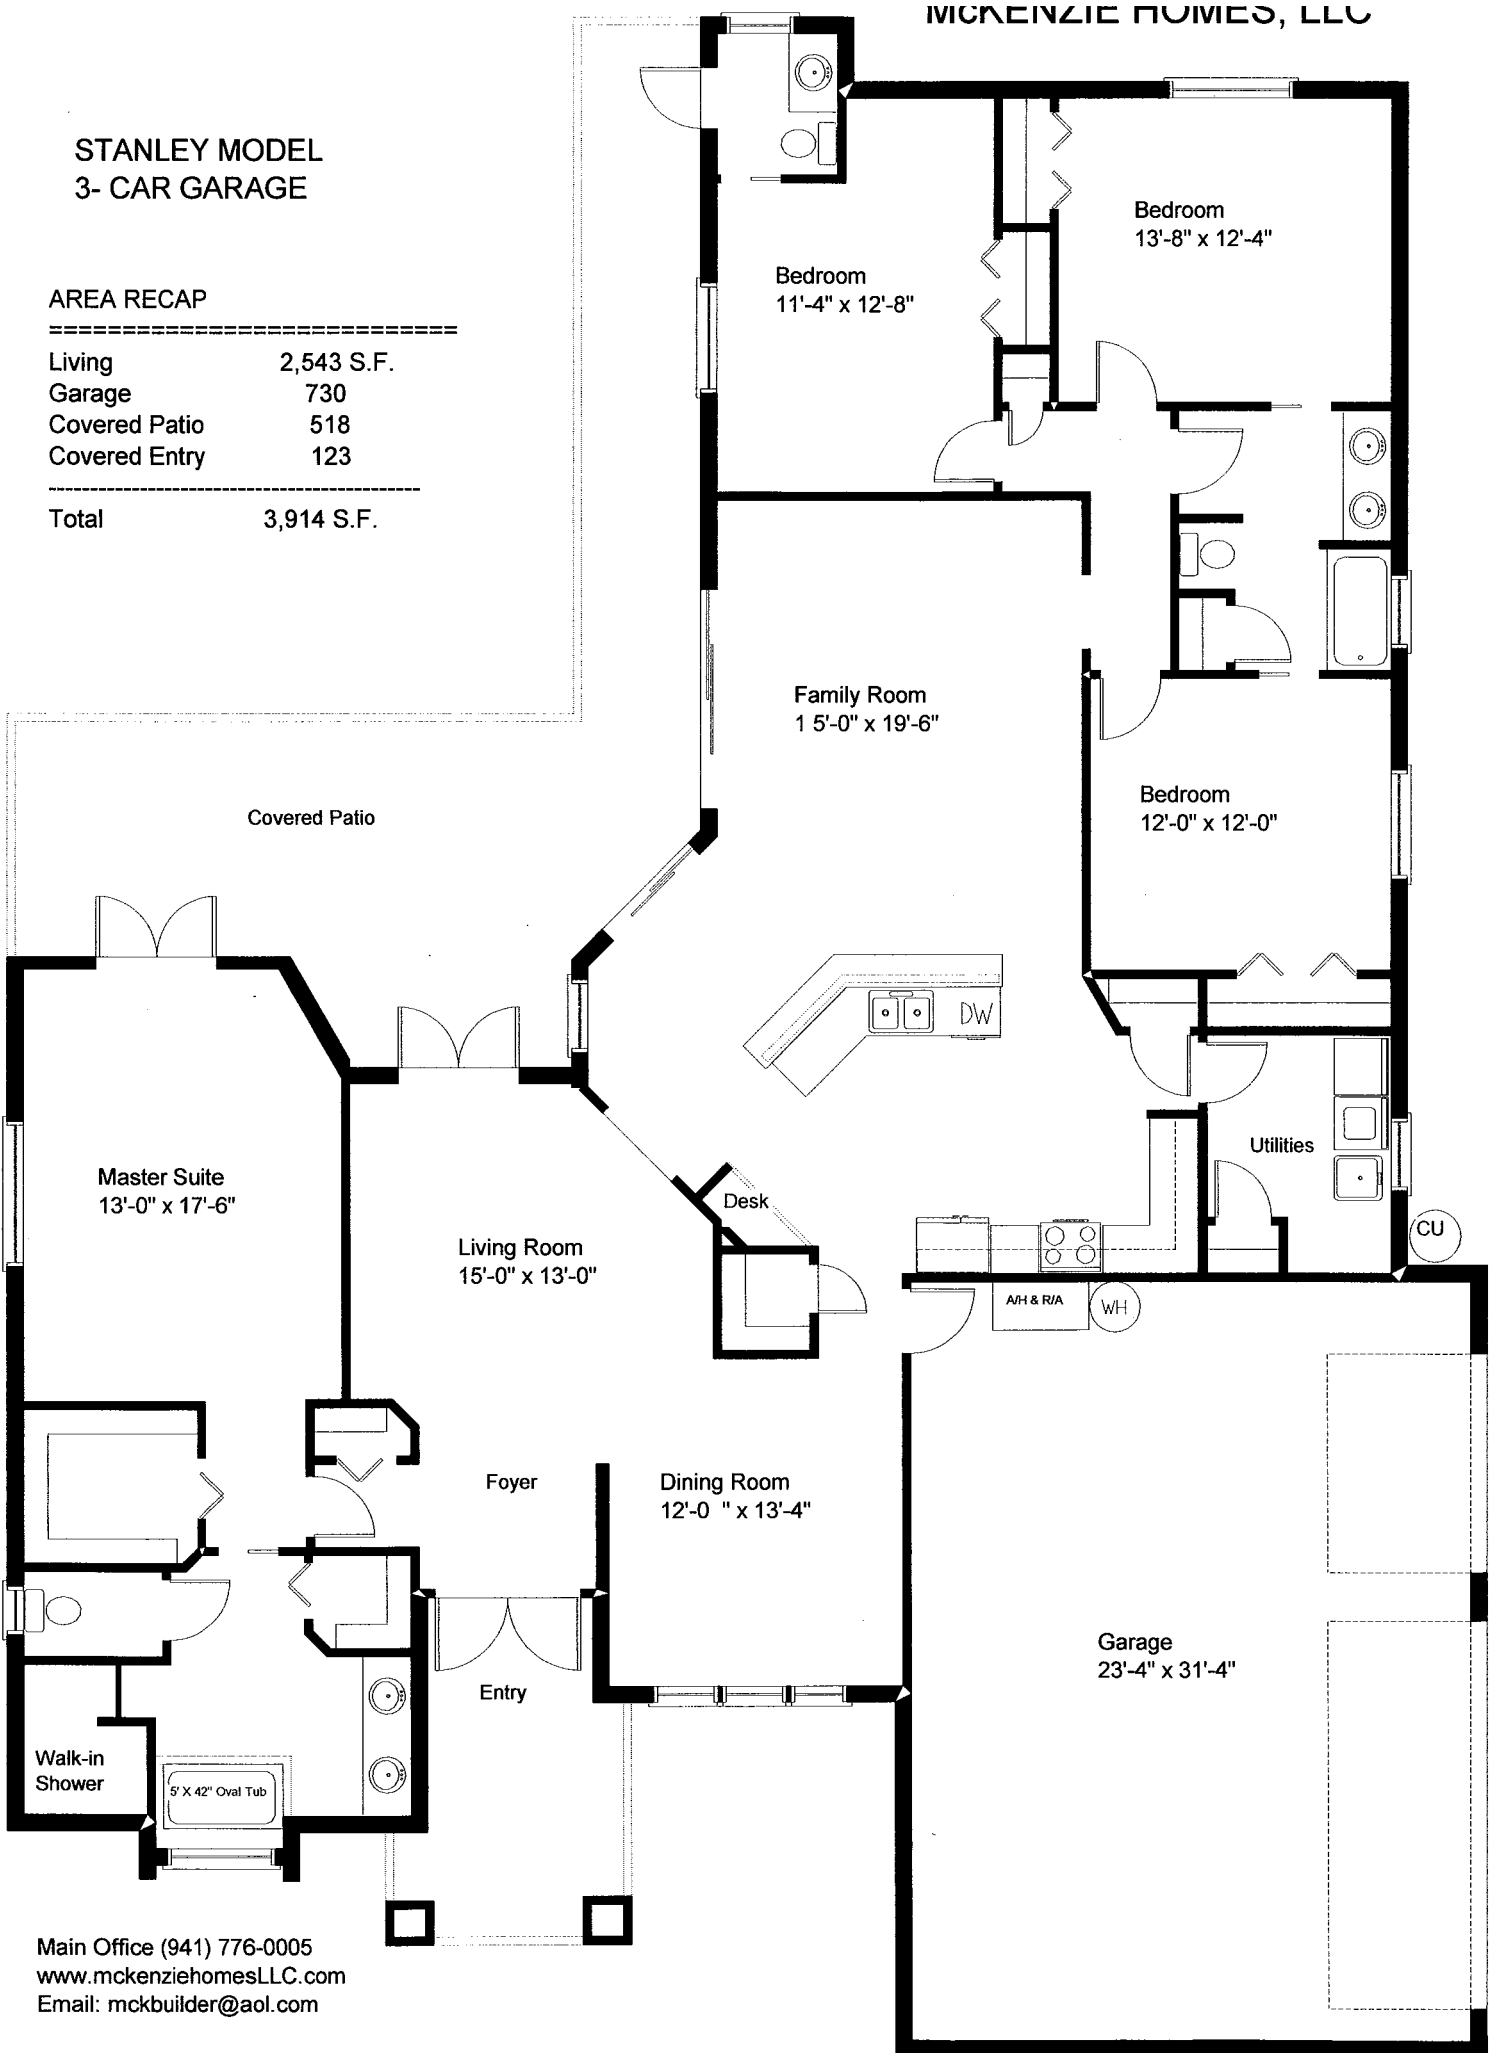 McKENZIE HOMES, LLC
STANLEY MODEL
3- CAR GARAGE
AREA RECAP
============================
Living 2,543 S.F.
Garage 730
Covered Patio 518
Covered Entry 123
---------------------------------------------
Total 3,914 S.F.
Bedroom
13'-8" x 12'-4"
Bedroom
11'-4" x 12'-8"
Family Room
1 5'-0" x 19'-6"
Bedroom
12'-0" x 12'-0"
Covered Patio
DW
Utilities
Master Suite
13'-0" x 17'-6"
Desk
CU
Living Room
15'-0" x 13'-0"
A/H & R/A
WH
Foyer
Dining Room
12'-0 " x 13'-4"
Garage
23'-4" x 31'-4"
Entry
Walk-in
Shower
5' X 42" Oval Tub
Main Office (941) 776-0005
www.mckenziehomesLLC.com
Email: mckbuilder@aol.com